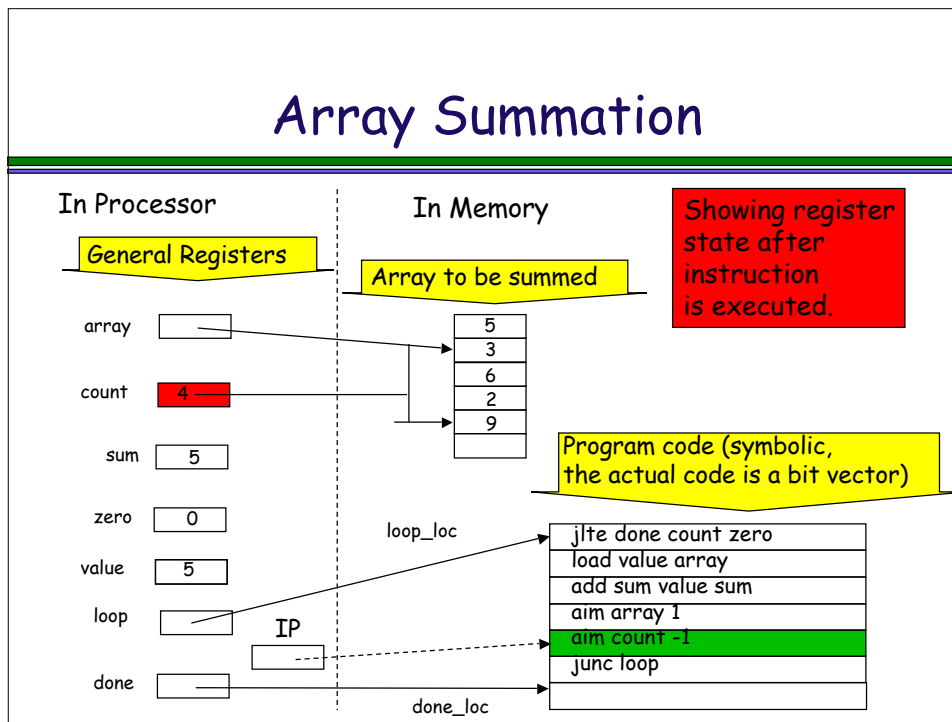 Array Summation
In Processor
In Memory
Showing register
state after
instruction
is executed.
General Registers
Array to be summed
array
5
3
6
2
9
count
4
sum
5
Program code (symbolic,
the actual code is a bit vector)
zero
0
loop_loc
value
5
loop
IP
done
done_loc
jlte done count zero
load value array
add sum value sum
aim array 1
aim count -1
junc loop